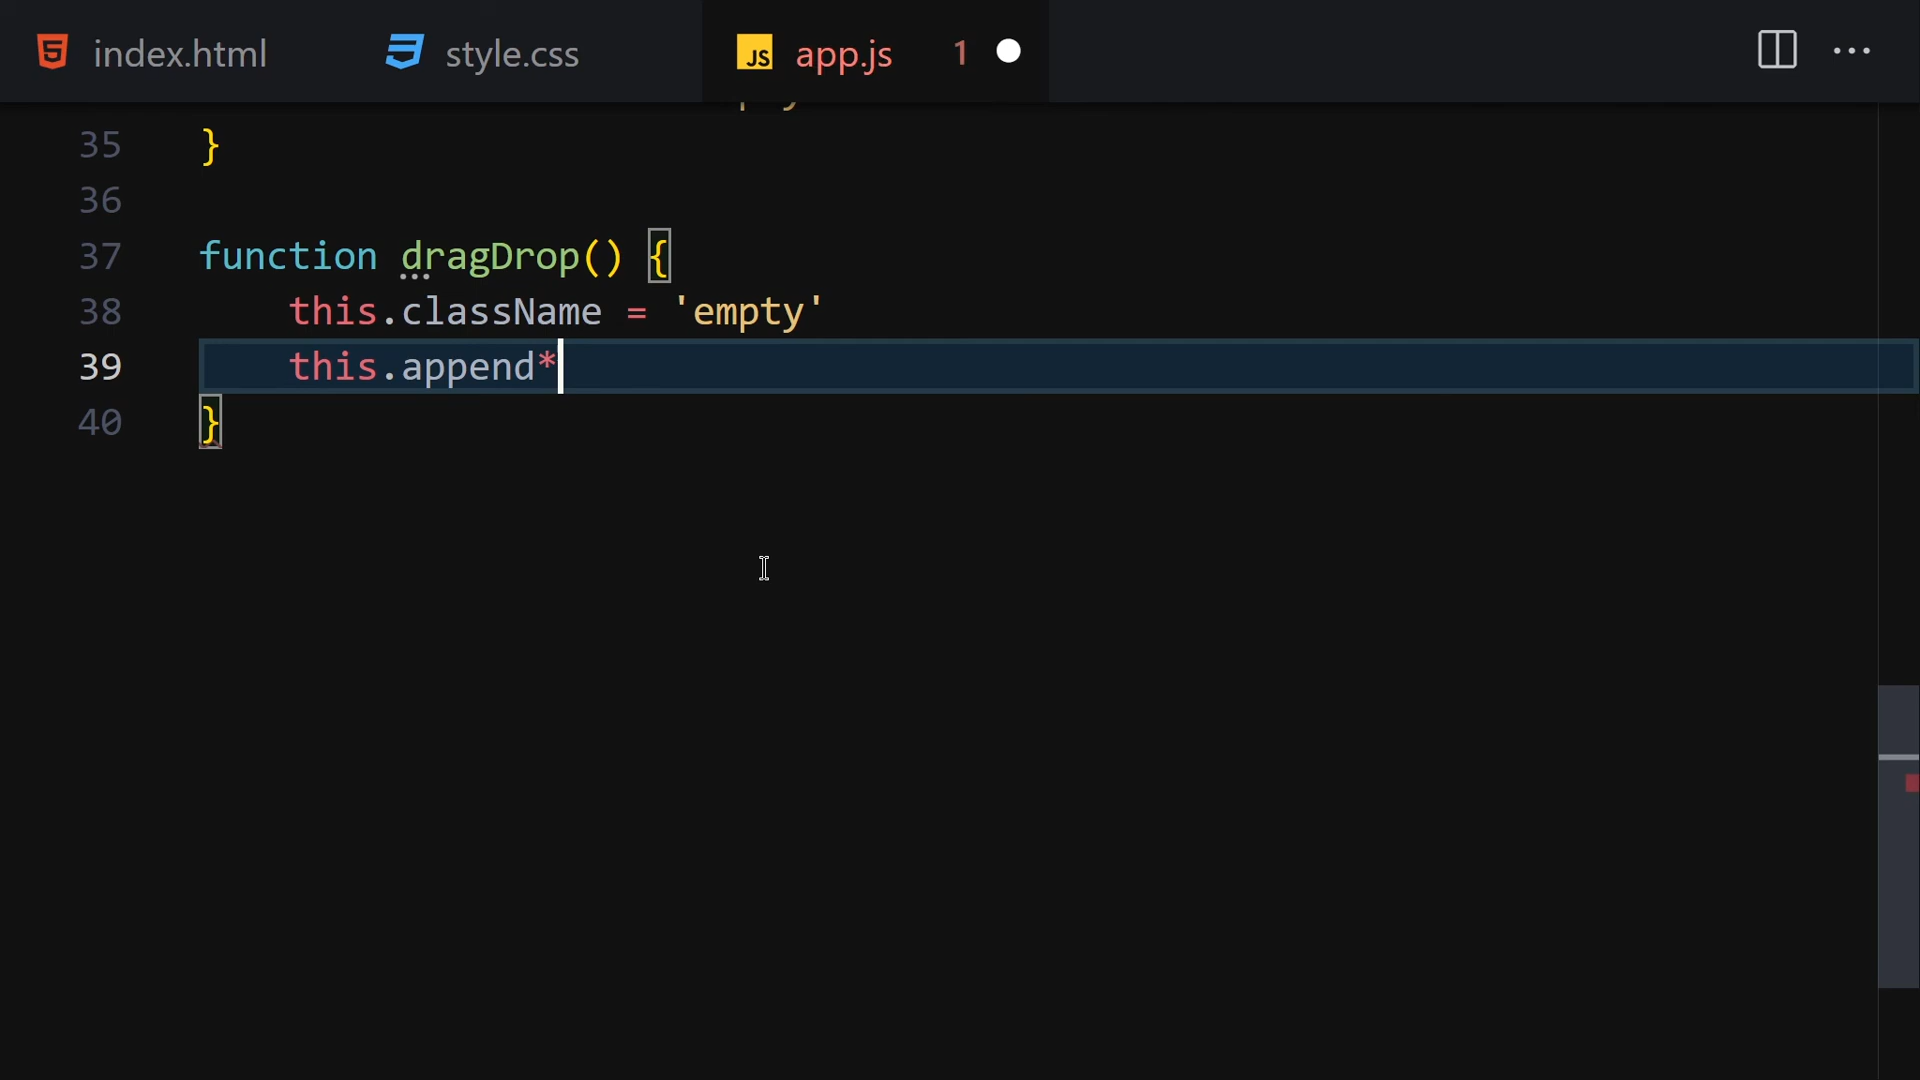 index.html style.css JS app.js 1
35 }
36
37 function dragDrop() {
38 this.className = 'empty'
39 this.append*
40 }